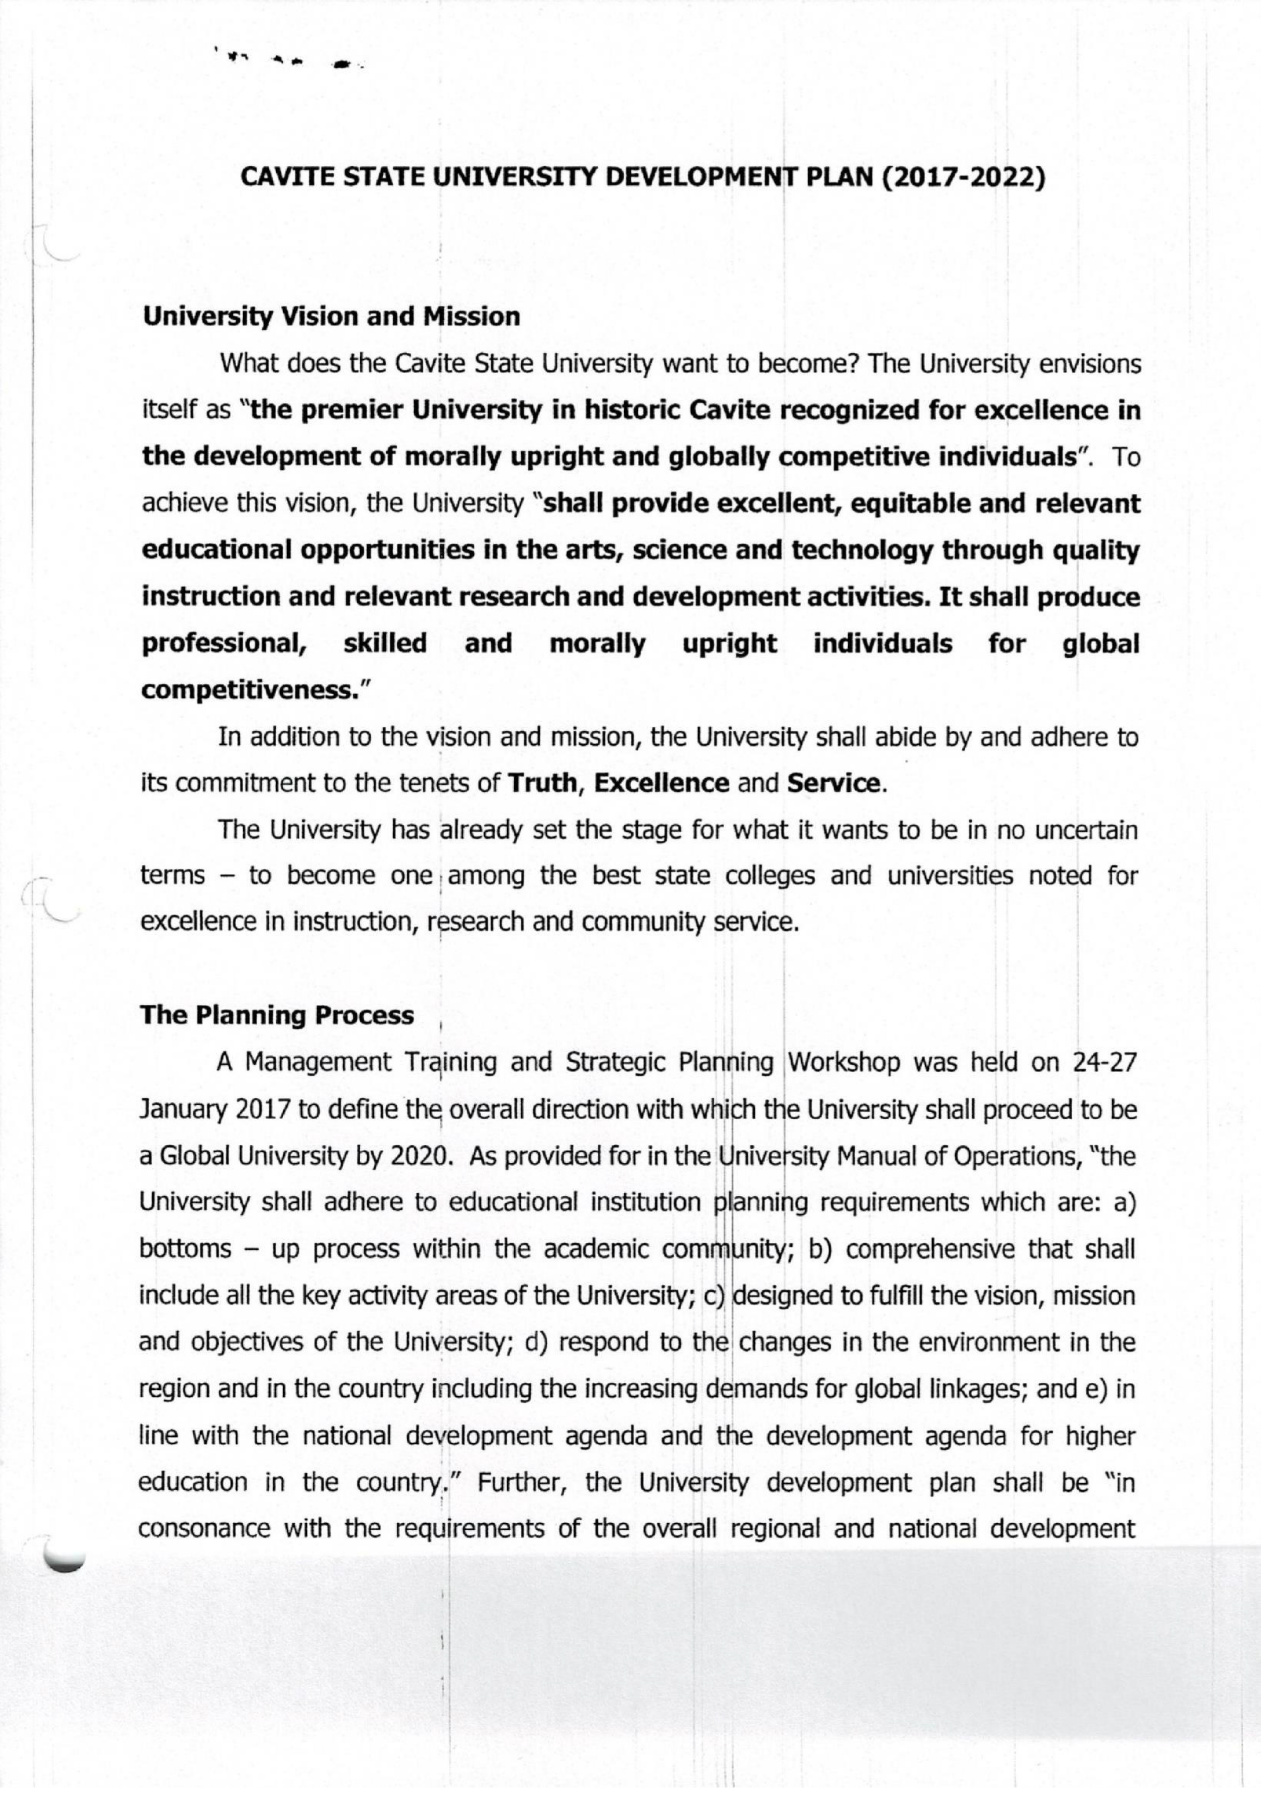 CAVITE STATE UNIVERSITY DEVELOPMENT PLAN (2017-2022)
University Vision and Mission
What does the Cavite State University want to become? The University envisions
itself as "the premier University in historic Cavite recognized for excellence in
the development of morally upright and globally competitive individuals". To
achieve this vision, the University "shall provide excellent, equitable and relevant
educational opportunities in the arts, science and technology through quality
instruction and relevant research and development activities. It shall produce
professional, skilled and morally upright individuals for global
competitiveness."
In addition to the vision and mission, the University shall abide by and adhere to
its commitment to the tenets of Truth, Excellence and Service.
The University has already set the stage for what it wants to be in no uncertain
terms – to become one among the best state colleges and universities noted for
excellence in instruction, research and community service.
The Planning Process
A Management Training and Strategic Planning Workshop was held on 24-27
January 2017 to define the overall direction with which the University shall proceed to be
a Global University by 2020. As provided for in the University Manual of Operations, "the
University shall adhere to educational institution planning requirements which are: a)
bottoms – up process within the academic community; b) comprehensive that shall
include all the key activity areas of the University; c) designed to fulfill the vision, mission
and objectives of the University; d) respond to the changes in the environment in the
region and in the country including the increasing demands for global linkages; and e) in
line with the national development agenda and the development agenda for higher
education in the country." Further, the University development plan shall be "in
consonance with the requirements of the overall regional and national development